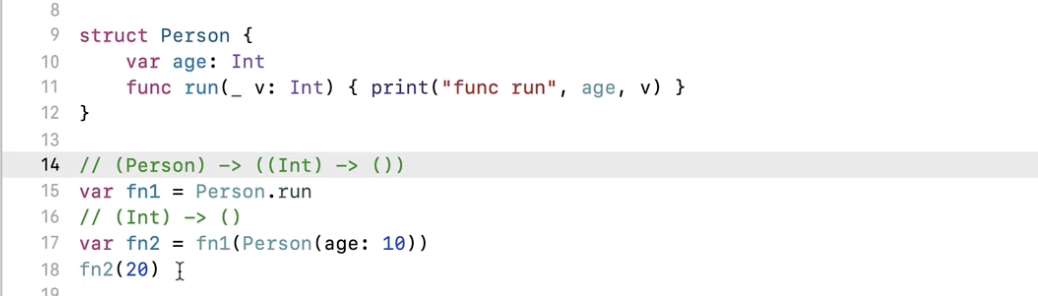 8
9 struct Person {
10     var age: Int
11     func run(_ v: Int) { print("func run", age, v) }
12 }
13
14 // (Person) -> ((Int) -> ())
15 var fn1 = Person.run
16 // (Int) -> ()
17 var fn2 = fn1(Person(age: 10))
18 fn2(20)
19